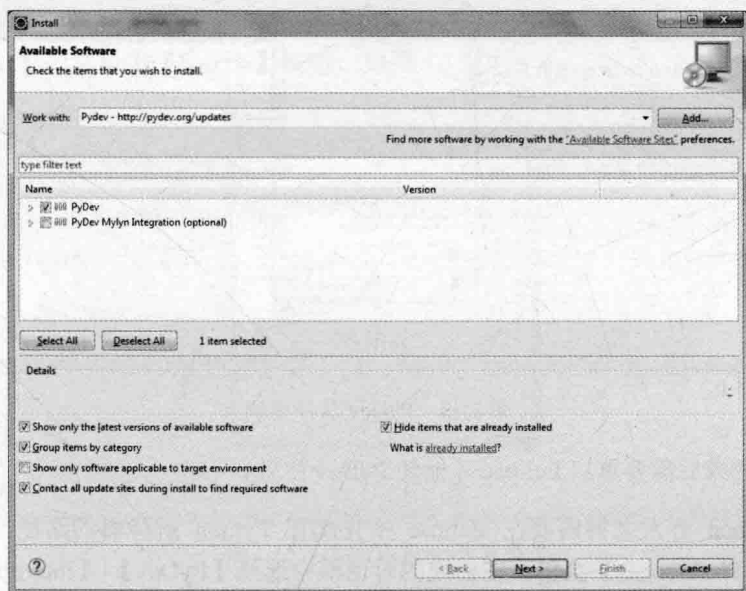 Install
Available Software
Check the items that you wish to install.
Work with: Pydev - http://pydev.org/updates
Add...
Find more software by working with the "Available Software Sites" preferences.
type filter text
Name Version
PyDev
PyDev Mylyn Integration (optional)
Select All Deselect All 1 item selected
Details
Show only the latest versions of available software Hide items that are already installed
Group items by category What is already installed?
Show only software applicable to target environment
Contact all update sites during install to find required software
? < Back Next > Finish Cancel